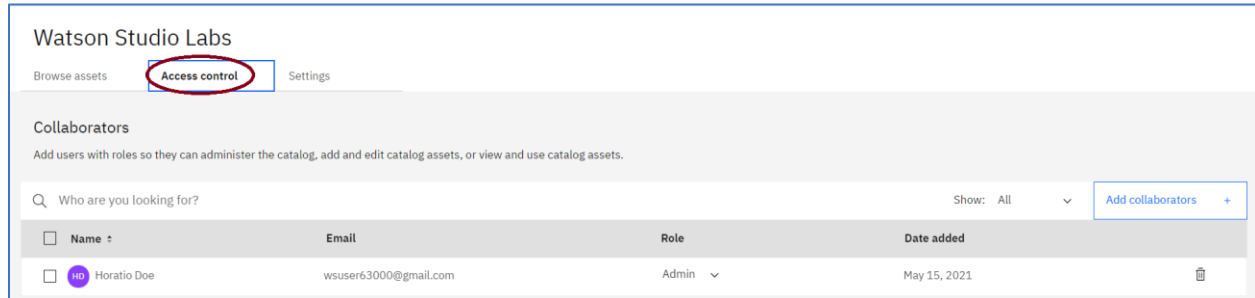 Watson Studio Labs
Browse assets Access control Settings
Collaborators
Add users with roles so they can administer the catalog, add and edit catalog assets, or view and use catalog assets.
Who are you looking for? Show: All Add collaborators +
Name Email Role Date added
HD Horatio Doe wsuser63000@gmail.com Admin May 15, 2021